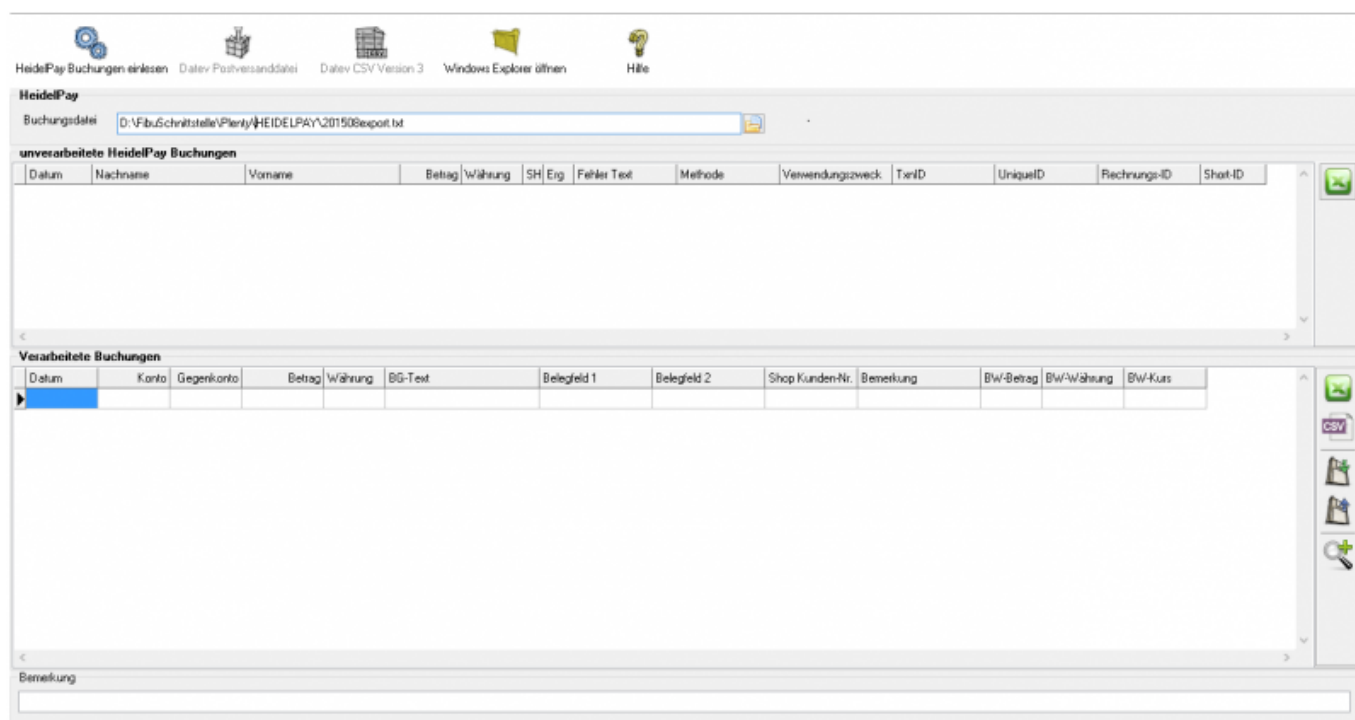 HeidelPay Buchungen einlesen Datev Postversanddatei Datev CSV Version 3 Windows Explorer öffnen Hilfe
HeidelPay
Buchungsdatei D:\FibuSchnittstelle\Plenty\HEIDELPAY\201508export.txt
unverarbeitete HeidelPay Buchungen
Datum Nachname Vorname Betrag Währung SH Erg Fehler Text Methode Verwendungszweck TxnID UniqueID Rechnungs-ID Short-ID
Verarbeitete Buchungen
Datum Konto Gegenkonto Betrag Währung BG-Text Belegfeld 1 Belegfeld 2 Shop Kunden-Nr. Bemerkung BW-Betrag BW-Währung BW-Kurs
CSV
Bemerkung